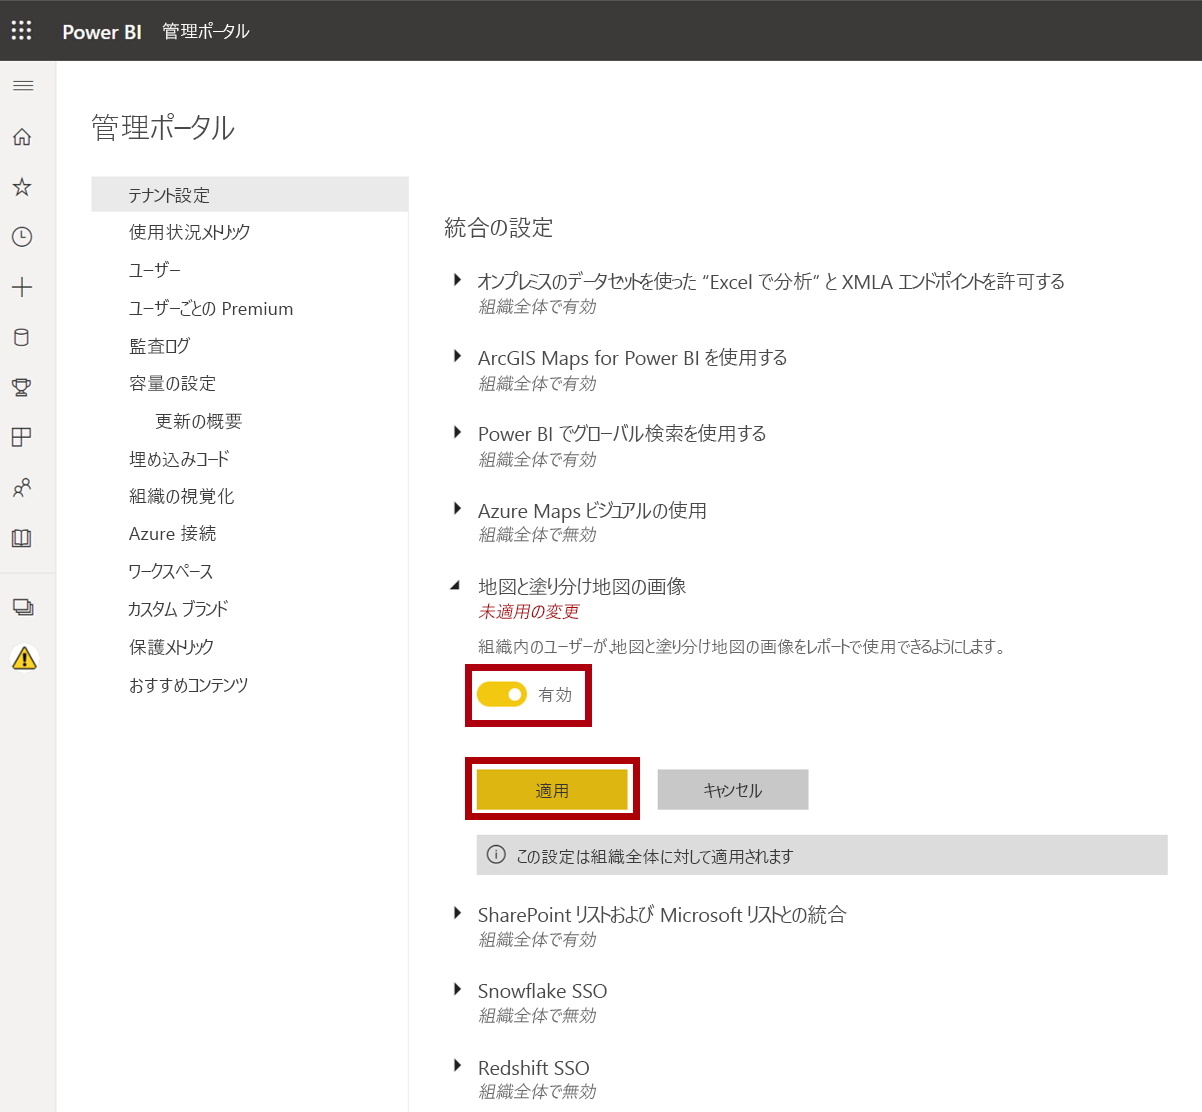 Power BI 管理ポータル
管理ポータル
テナント設定
使用状況メトリック
ユーザー
ユーザーごとの Premium
監査ログ
容量の設定
更新の概要
埋め込みコード
組織の視覚化
Azure 接続
ワークスペース
カスタム ブランド
保護メトリック
おすすめコンテンツ
統合の設定
オンプレミスのデータセットを使った “Excel で分析” と XMLA エンドポイントを許可する
組織全体で有効
ArcGIS Maps for Power BI を使用する
組織全体で有効
Power BI でグローバル検索を使用する
組織全体で有効
Azure Maps ビジュアルの使用
組織全体で無効
地図と塗り分け地図の画像
未適用の変更
組織内のユーザーが、地図と塗り分け地図の画像をレポートで使用できるようにします。
有効
適用 キャンセル
この設定は組織全体に対して適用されます
SharePoint リストおよび Microsoft リストとの統合
組織全体で有効
Snowflake SSO
組織全体で無効
Redshift SSO
組織全体で無効